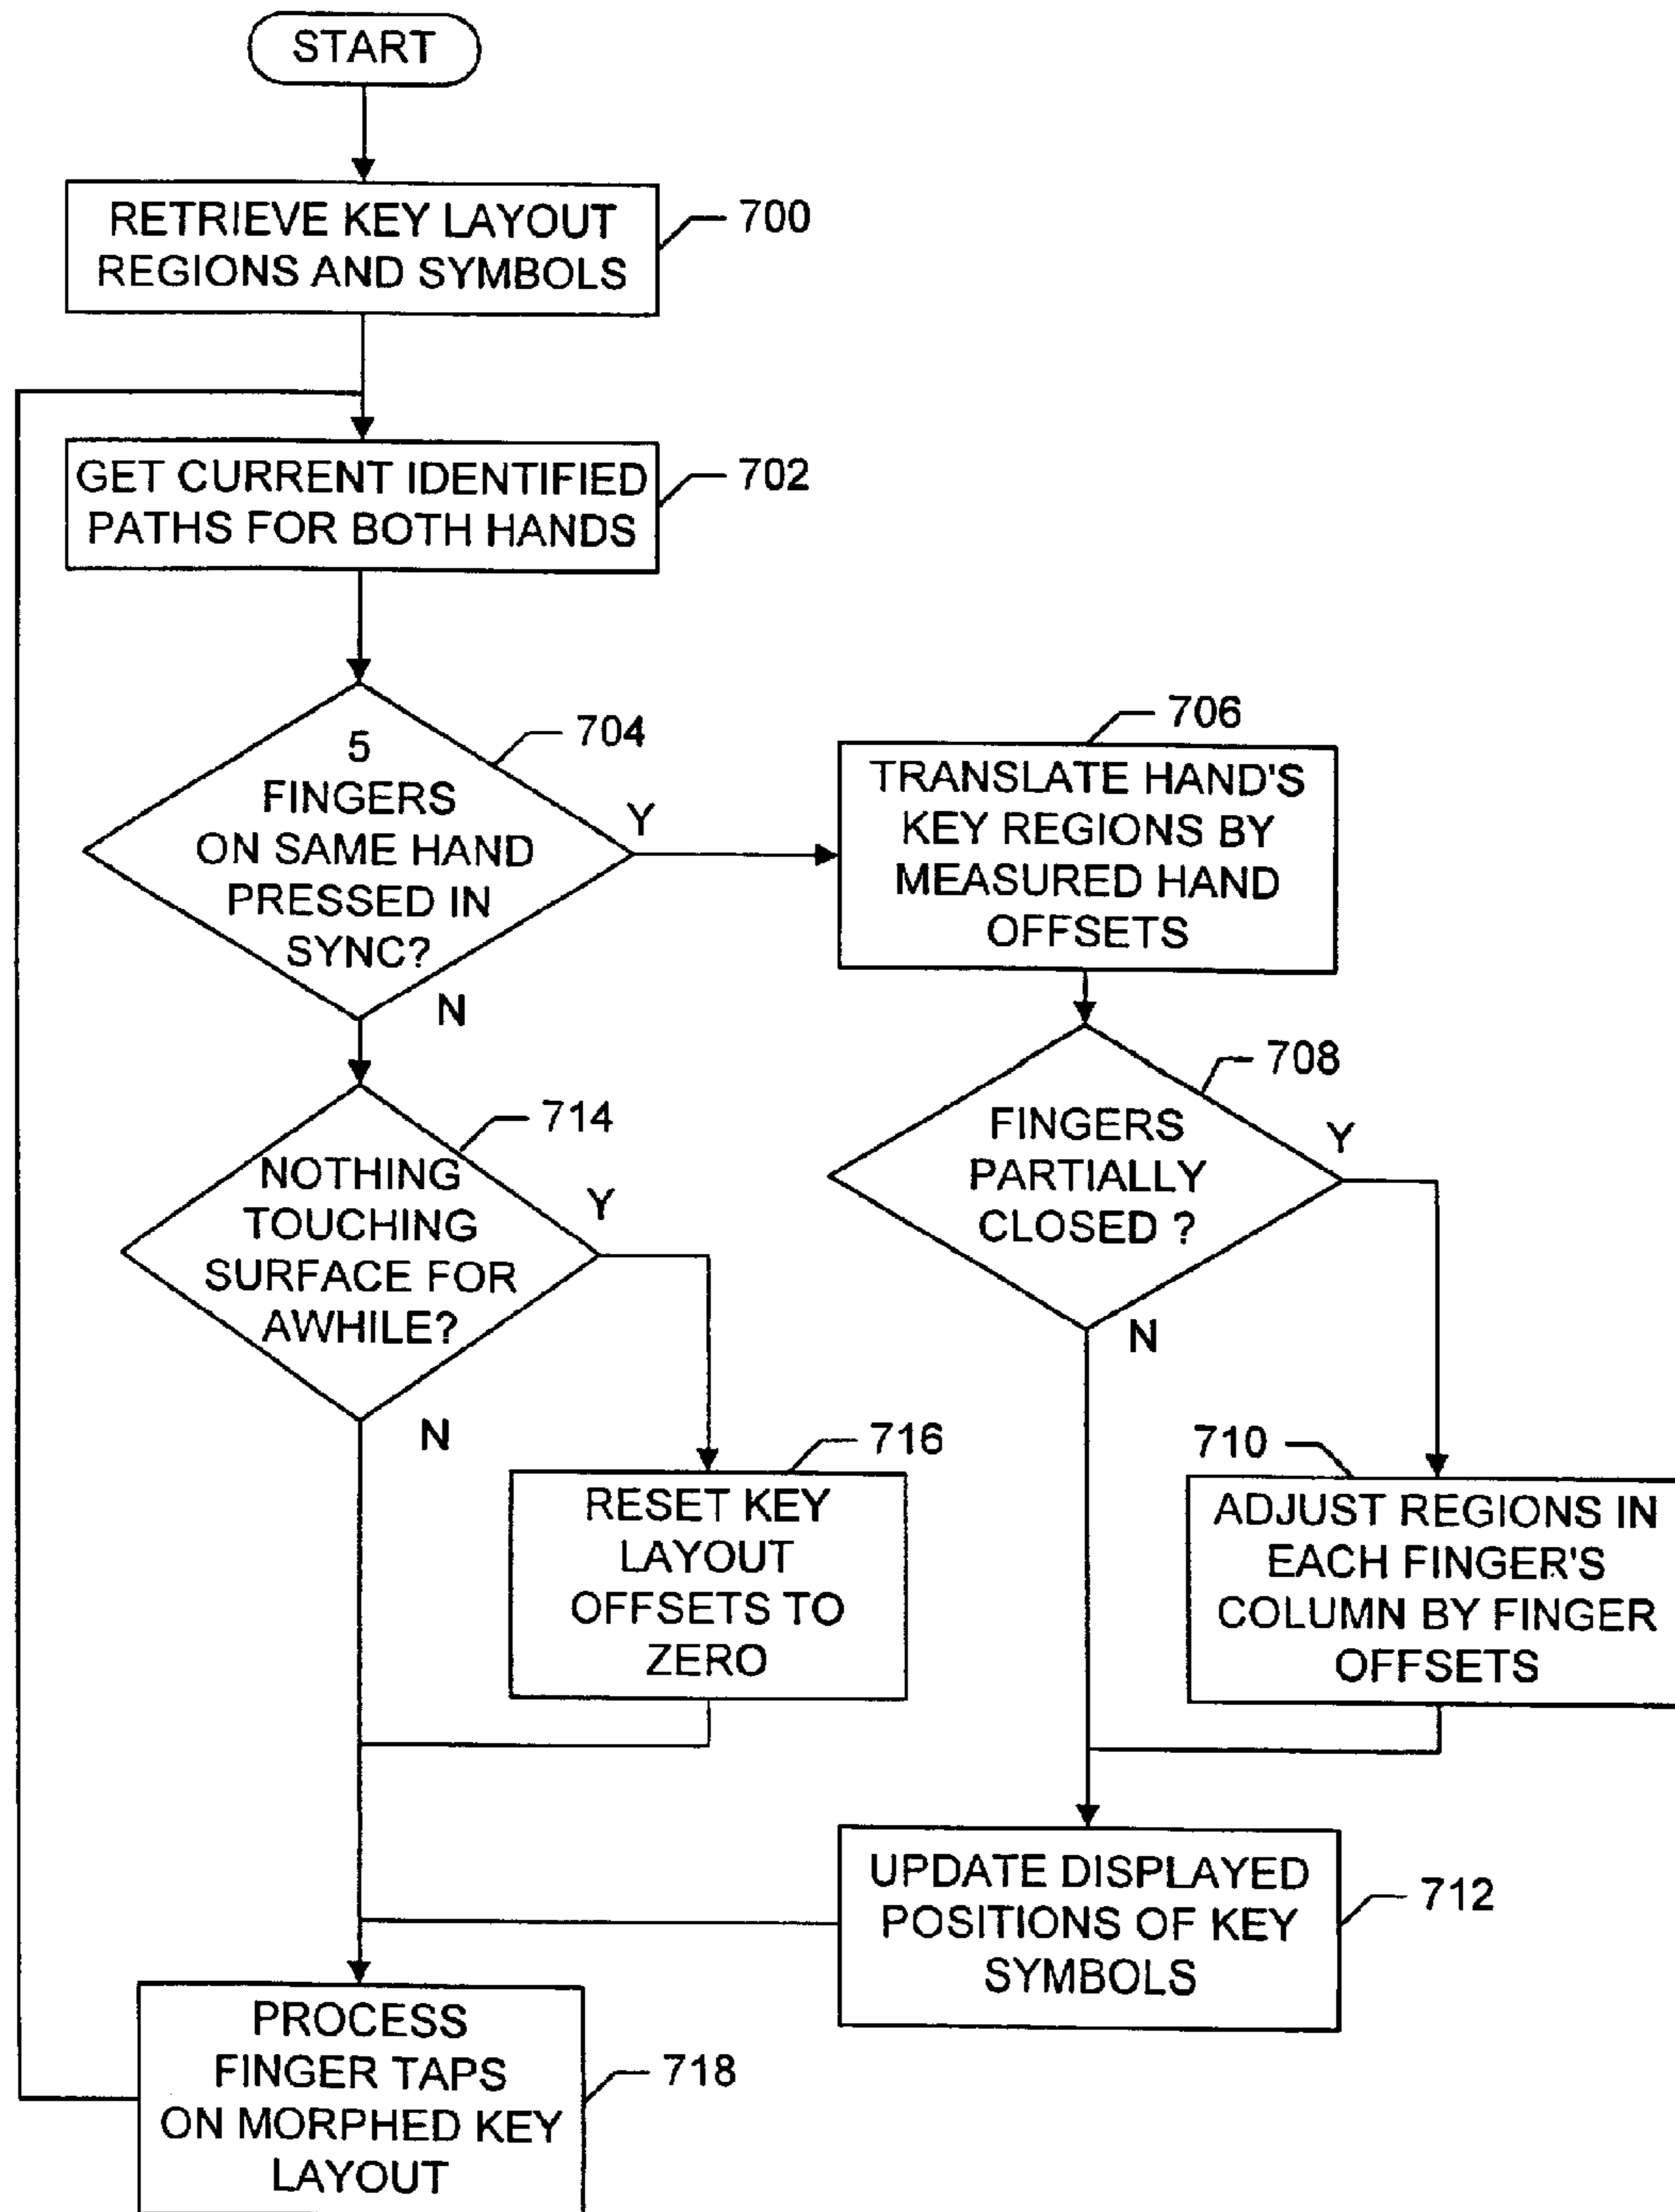 START
RETRIEVE KEY LAYOUT
REGIONS AND SYMBOLS
700
GET CURRENT IDENTIFIED
PATHS FOR BOTH HANDS
702
5
FINGERS
ON SAME HAND
PRESSED IN
SYNC?
704
Y
N
706
TRANSLATE HAND'S
KEY REGIONS BY
MEASURED HAND
OFFSETS
708
FINGERS
PARTIALLY
CLOSED ?
Y
N
714
NOTHING
TOUCHING
SURFACE FOR
AWHILE?
Y
N
716
RESET KEY
LAYOUT
OFFSETS TO
ZERO
710
ADJUST REGIONS IN
EACH FINGER'S
COLUMN BY FINGER
OFFSETS
UPDATE DISPLAYED
POSITIONS OF KEY
SYMBOLS
712
PROCESS
FINGER TAPS
ON MORPHED KEY
LAYOUT
718